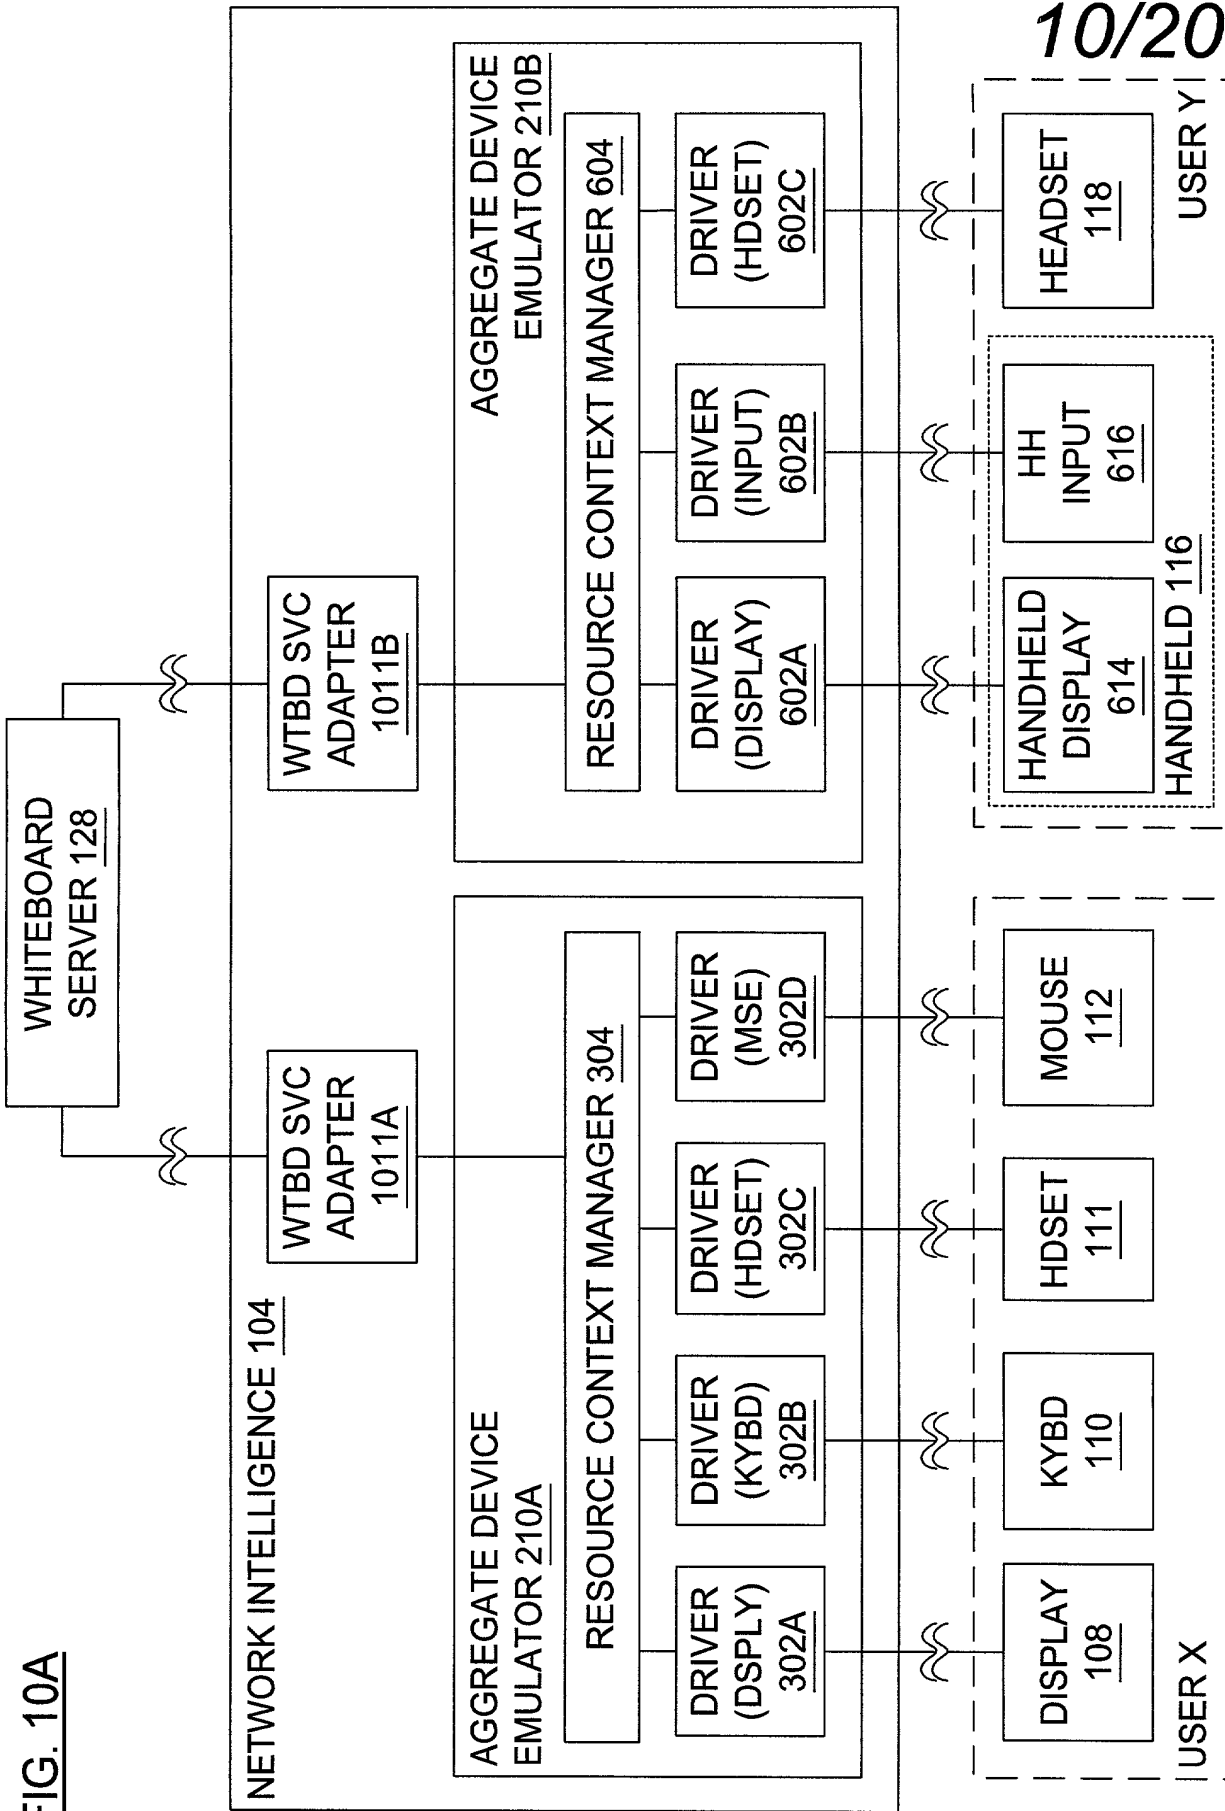 10/20
FIG. 10A
WHITEBOARD
SERVER 128
NETWORK INTELLIGENCE 104
WTBD SVC
ADAPTER
1011A
WTBD SVC
ADAPTER
1011B
AGGREGATE DEVICE
EMULATOR 210A
RESOURCE CONTEXT MANAGER 304
DRIVER
(DSPLY)
302A
DRIVER
(KYBD)
302B
DRIVER
(HDSET)
302C
DRIVER
(MSE)
302D
AGGREGATE DEVICE
EMULATOR 210B
RESOURCE CONTEXT MANAGER 604
DRIVER
(DISPLAY)
602A
DRIVER
(INPUT)
602B
DRIVER
(HDSET)
602C
DISPLAY
108
KYBD
110
HDSET
111
MOUSE
112
USER X
HANDHELD
DISPLAY
614
HH
INPUT
616
HANDHELD 116
HEADSET
118
USER Y